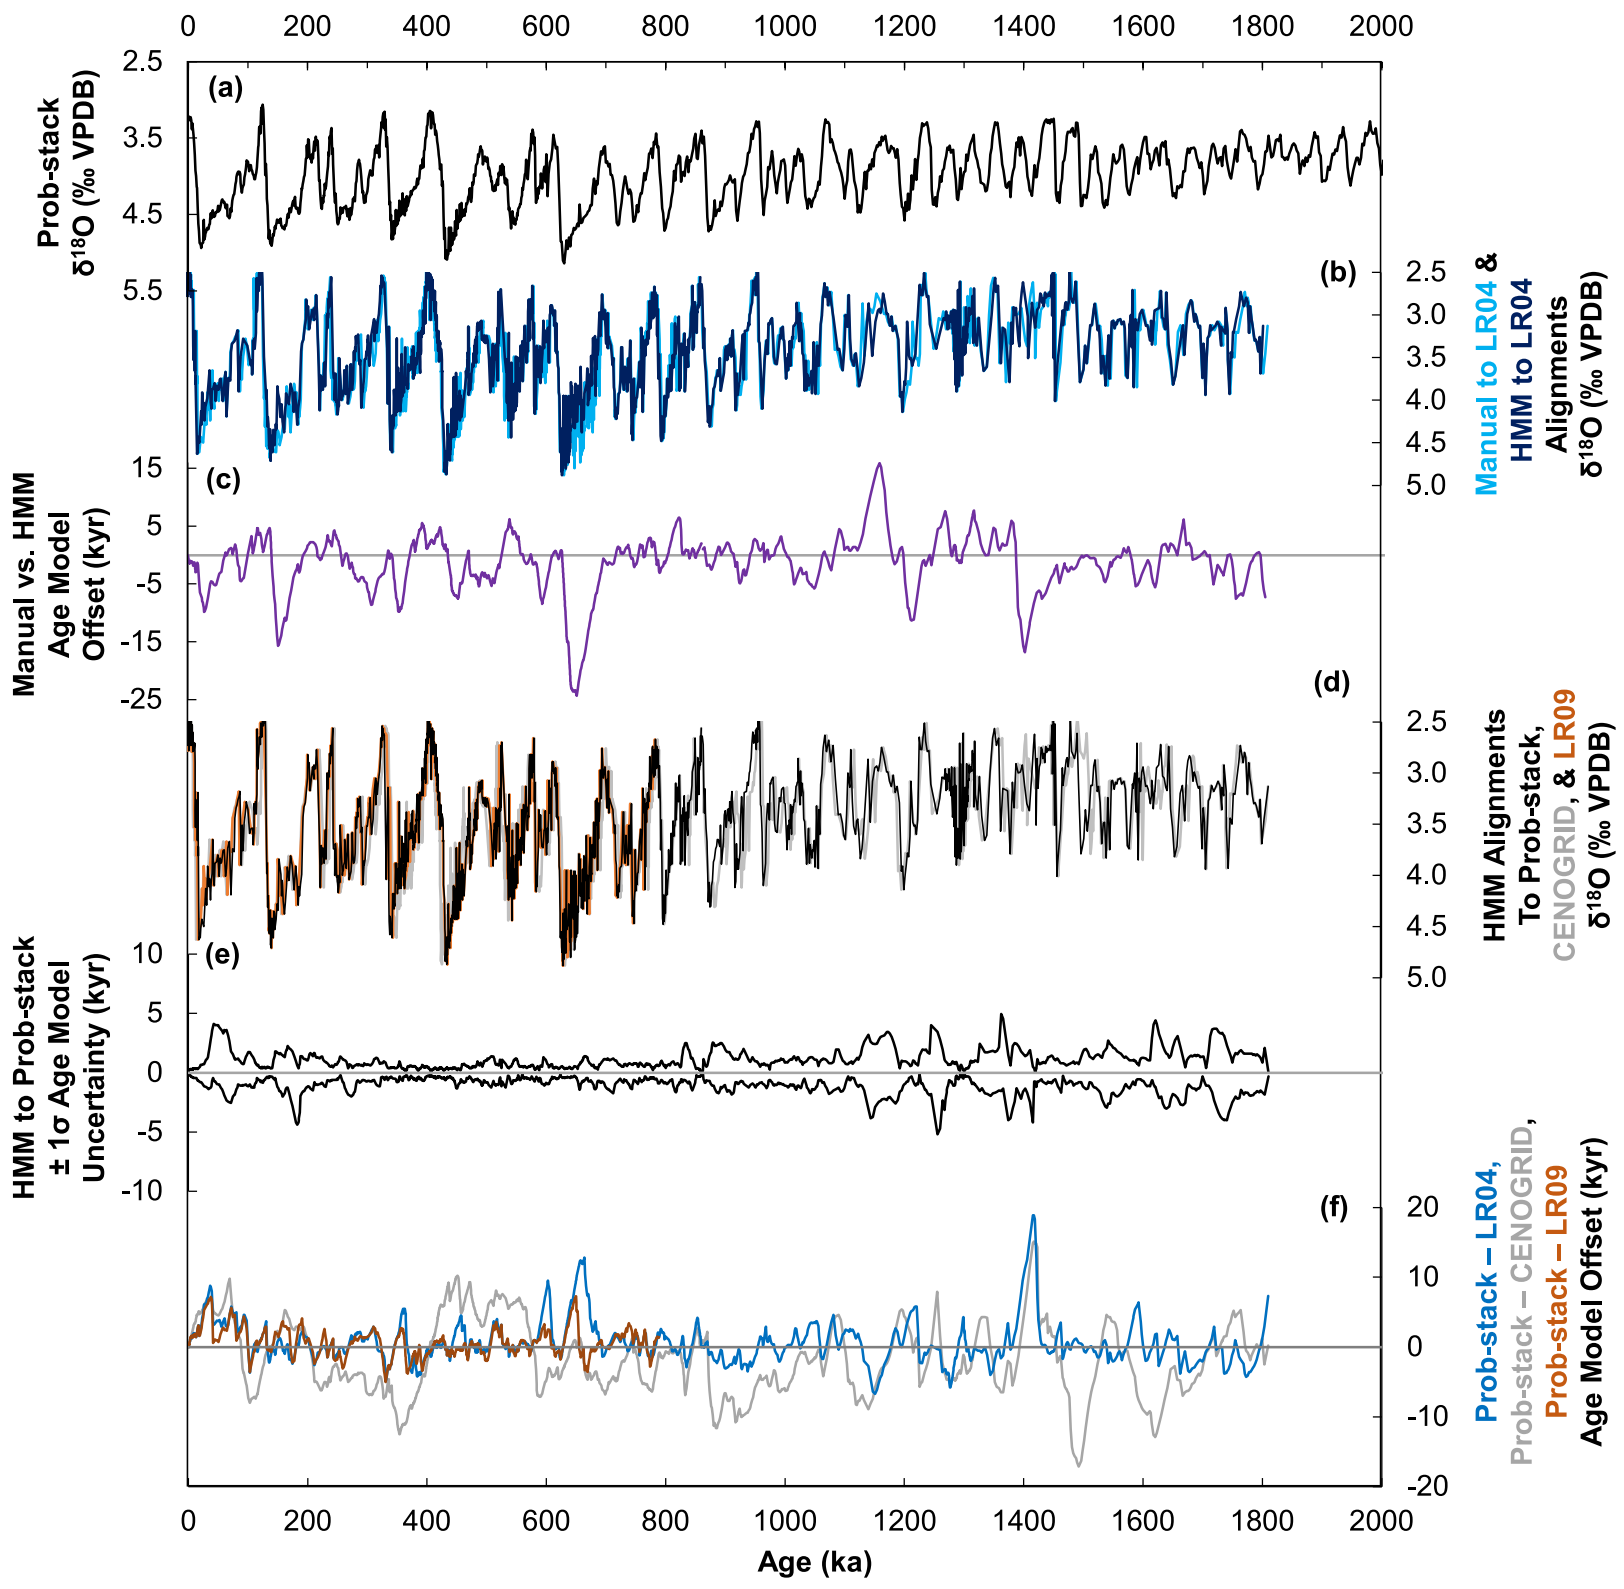 0 200 400 600 800 1000 1200 1400 1600 1800 2000
(a)
Prob-stack
δ¹⁸O (‰ VPDB)
2.5
3.5
4.5
5.5
(b)
2.5
3.0
3.5
4.0
4.5
5.0
Manual to LR04 &
HMM to LR04
Alignments
δ¹⁸O (‰ VPDB)
(c)
Manual vs. HMM
Age Model
Offset (kyr)
15
5
-5
-15
-25
(d)
2.5
3.0
3.5
4.0
4.5
5.0
HMM Alignments
To Prob-stack,
CENOGRID, & LR09
δ¹⁸O (‰ VPDB)
(e)
HMM to Prob-stack
± 1σ Age Model
Uncertainty (kyr)
10
5
0
-5
-10
(f)
20
10
0
-10
-20
Prob-stack – LR04,
Prob-stack – CENOGRID,
Prob-stack – LR09
Age Model Offset (kyr)
0 200 400 600 800 1000 1200 1400 1600 1800 2000
Age (ka)